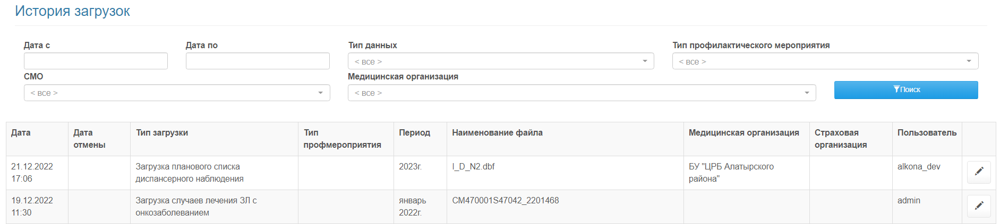 История загрузок
Дата с Дата по Тип данных Тип профилактического мероприятия
< все > < все >
СМО Медицинская организация
< все > < все > Поиск
Дата Дата отмены Тип загрузки Тип профмероприятия Период Наименование файла Медицинская организация Страховая организация Пользователь
21.12.2022 17:06 Загрузка планового списка диспансерного наблюдения 2023г. I_D_N2.dbf БУ "ЦРБ Алатырского района" alkona_dev
19.12.2022 11:30 Загрузка случаев лечения ЗЛ с онкозаболеванием январь 2022г. CM470001S47042_2201468 admin